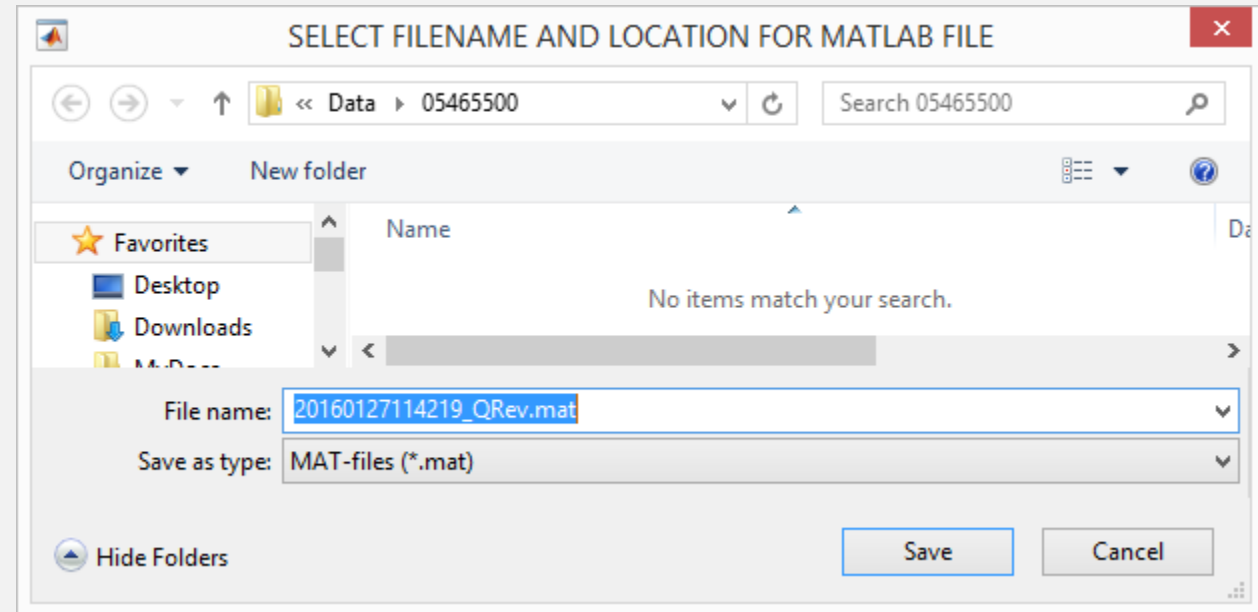 SELECT FILENAME AND LOCATION FOR MATLAB FILE
« Data 05465500 Search 05465500
Organize New folder
Favorites
Name
Desktop
No items match your search.
Downloads
File name: 20160127114219_QRev.mat
Save as type: MAT-files (*.mat)
Hide Folders Save Cancel